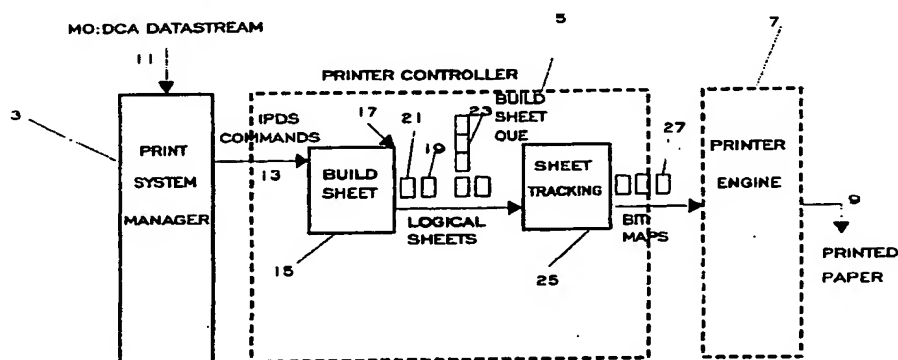 MO:DCA DATASTREAM
11
3
PRINT
SYSTEM
MANAGER
PRINTER CONTROLLER
5
IPDS
COMMANDS
13
17
21
19
23
BUILD
SHEET
QUE
BUILD
SHEET
15
LOGICAL
SHEETS
SHEET
TRACKING
25
27
BIT
MAPS
7
PRINTER
ENGINE
9
PRINTED
PAPER